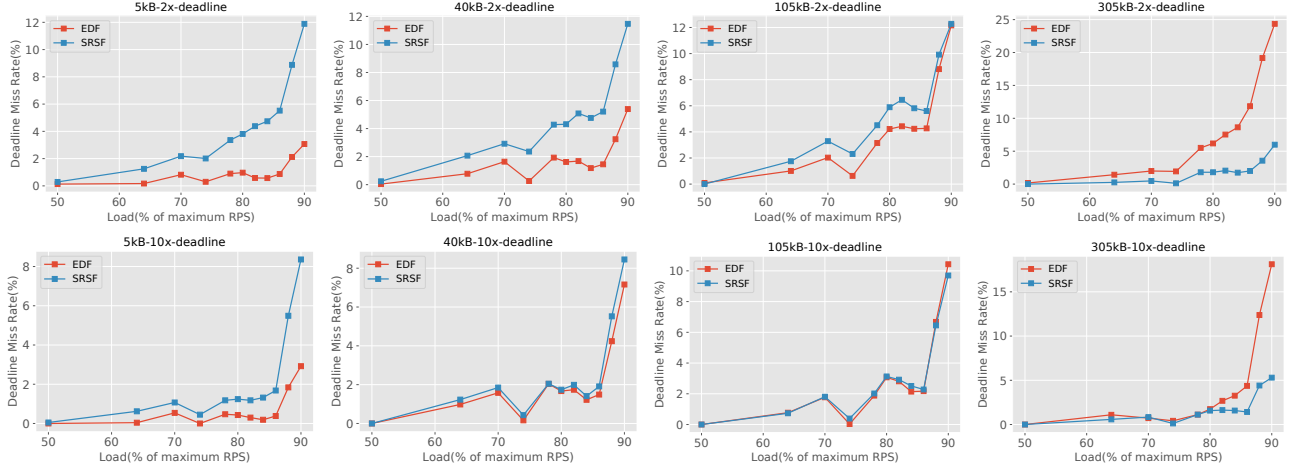 5kB-2x-deadline
Deadline Miss Rate(%)
12
10
8
6
4
2
0
EDF
SRSF
50
60
70
80
90
Load(% of maximum RPS)
40kB-2x-deadline
Deadline Miss Rate(%)
12
10
8
6
4
2
0
EDF
SRSF
50
60
70
80
90
Load(% of maximum RPS)
105kB-2x-deadline
Deadline Miss Rate(%)
12
10
8
6
4
2
0
EDF
SRSF
50
60
70
80
90
Load(% of maximum RPS)
305kB-2x-deadline
Deadline Miss Rate(%)
25
20
15
10
5
0
EDF
SRSF
50
60
70
80
90
Load(% of maximum RPS)
5kB-10x-deadline
Deadline Miss Rate(%)
8
6
4
2
0
EDF
SRSF
50
60
70
80
90
Load(% of maximum RPS)
40kB-10x-deadline
Deadline Miss Rate(%)
8
6
4
2
0
EDF
SRSF
50
60
70
80
90
Load(% of maximum RPS)
105kB-10x-deadline
Deadline Miss Rate(%)
10
8
6
4
2
0
EDF
SRSF
50
60
70
80
90
Load(% of maximum RPS)
305kB-10x-deadline
Deadline Miss Rate(%)
15
10
5
0
EDF
SRSF
50
60
70
80
90
Load(% of maximum RPS)